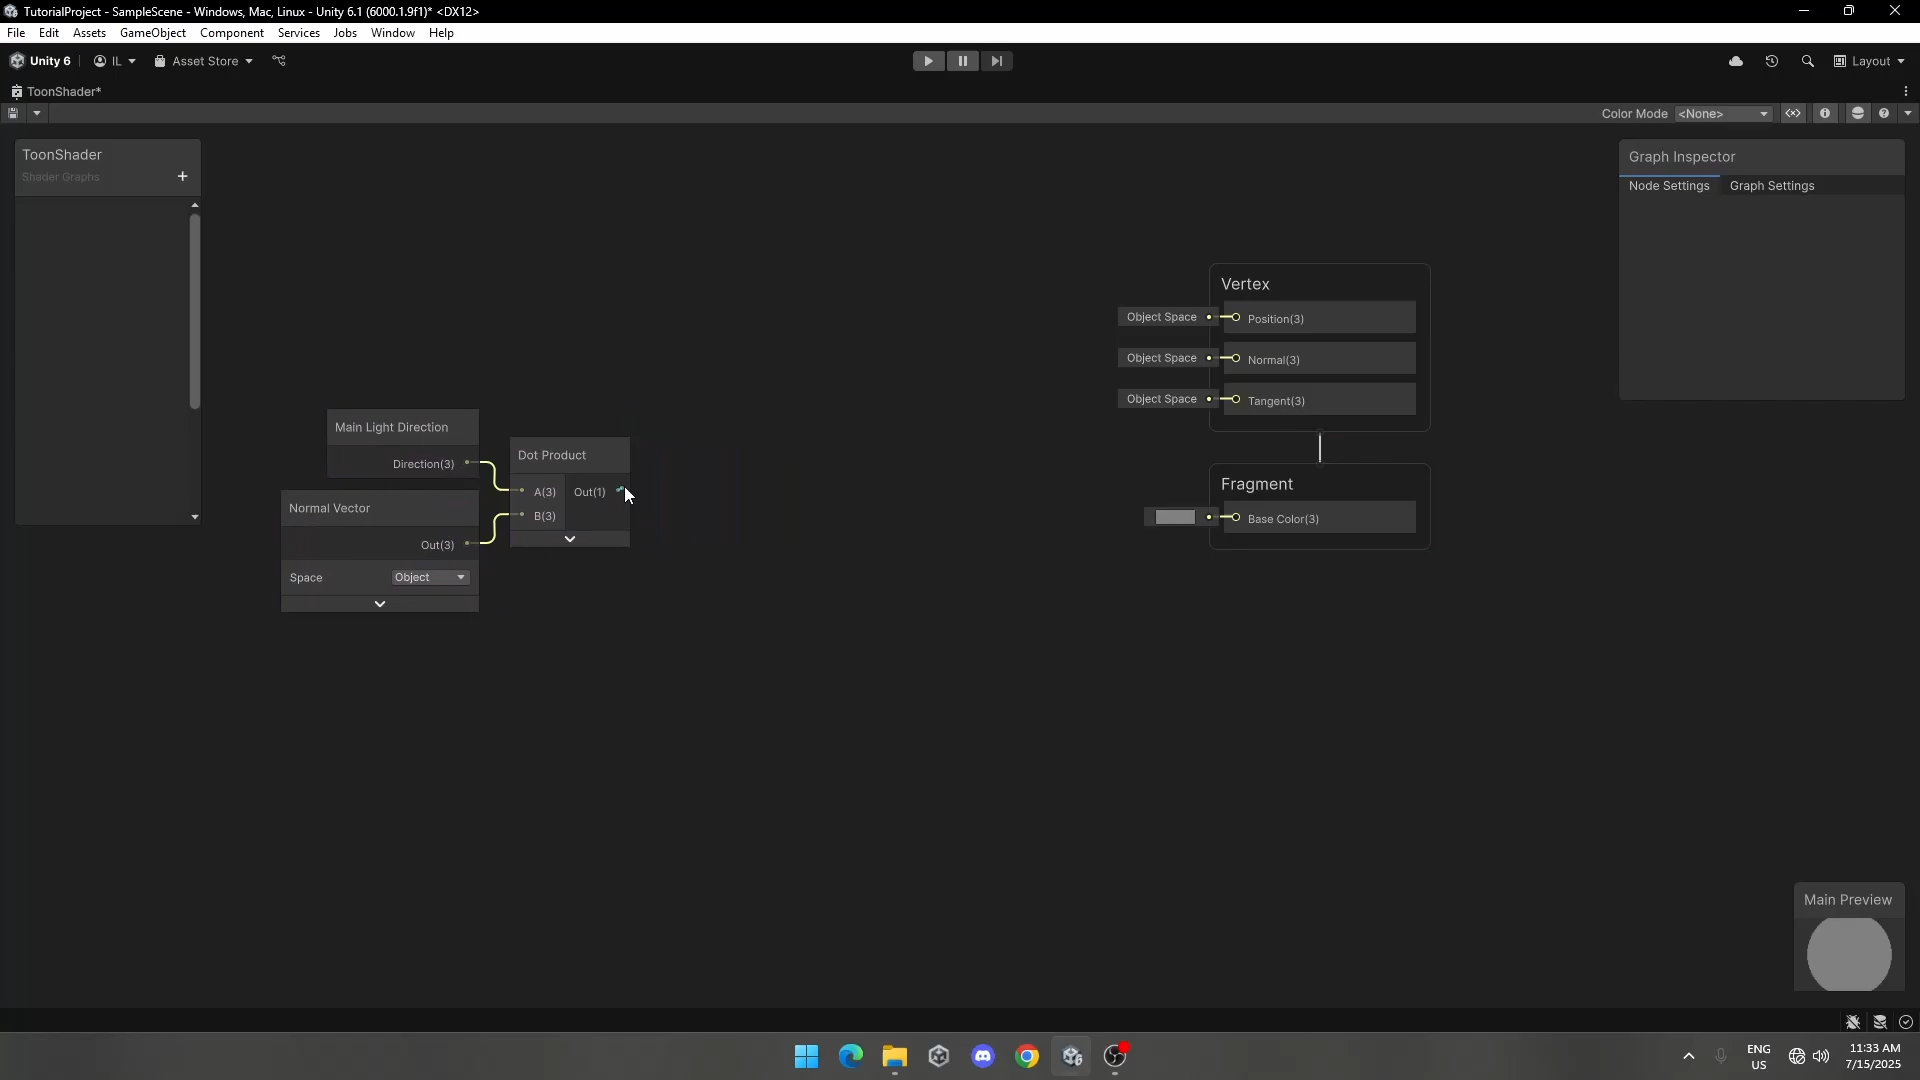 TutorialProject - SampleScene - Windows, Mac, Linux - Unity 6.1 (6000.1.9f1)* <DX12>
File Edit Assets GameObject Component Services Jobs Window Help
Unity 6 IL Asset Store Layout
ToonShader*
Color Mode <None>
ToonShader
Shader Graphs
Graph Inspector
Node Settings Graph Settings
Vertex
Object Space Position(3)
Object Space Normal(3)
Object Space Tangent(3)
Fragment
Base Color(3)
Main Light Direction
Direction(3)
Normal Vector
Out(3)
Space Object
Dot Product
A(3) Out(1)
B(3)
Main Preview
ENG
US
11:33 AM
7/15/2025